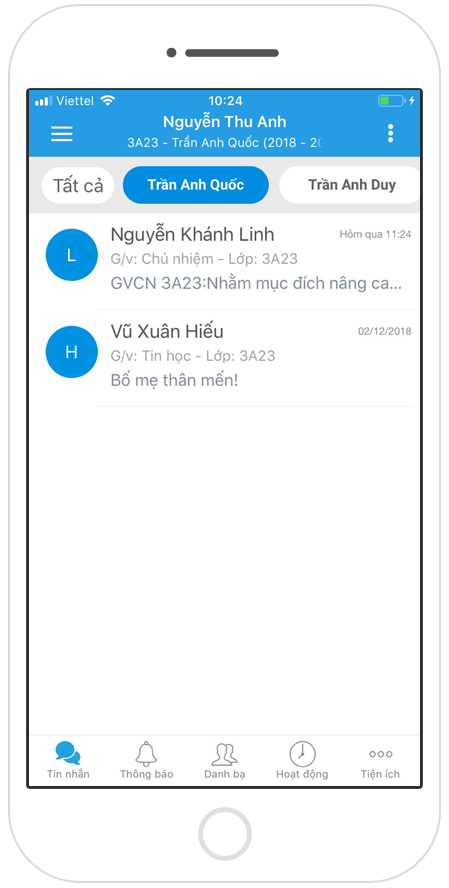 Viettel 10:24
Nguyễn Thu Anh
3A23 - Trần Anh Quốc (2018 - 20
Tất cả Trần Anh Quốc Trần Anh Duy
L
Nguyễn Khánh Linh Hôm qua 11:24
G/v: Chủ nhiệm - Lớp: 3A23
GVCN 3A23:Nhằm mục đích nâng ca...
H
Vũ Xuân Hiếu 02/12/2018
G/v: Tin học - Lớp: 3A23
Bố mẹ thân mến!
Tin nhắn Thông báo Danh bạ Hoạt động Tiện ích